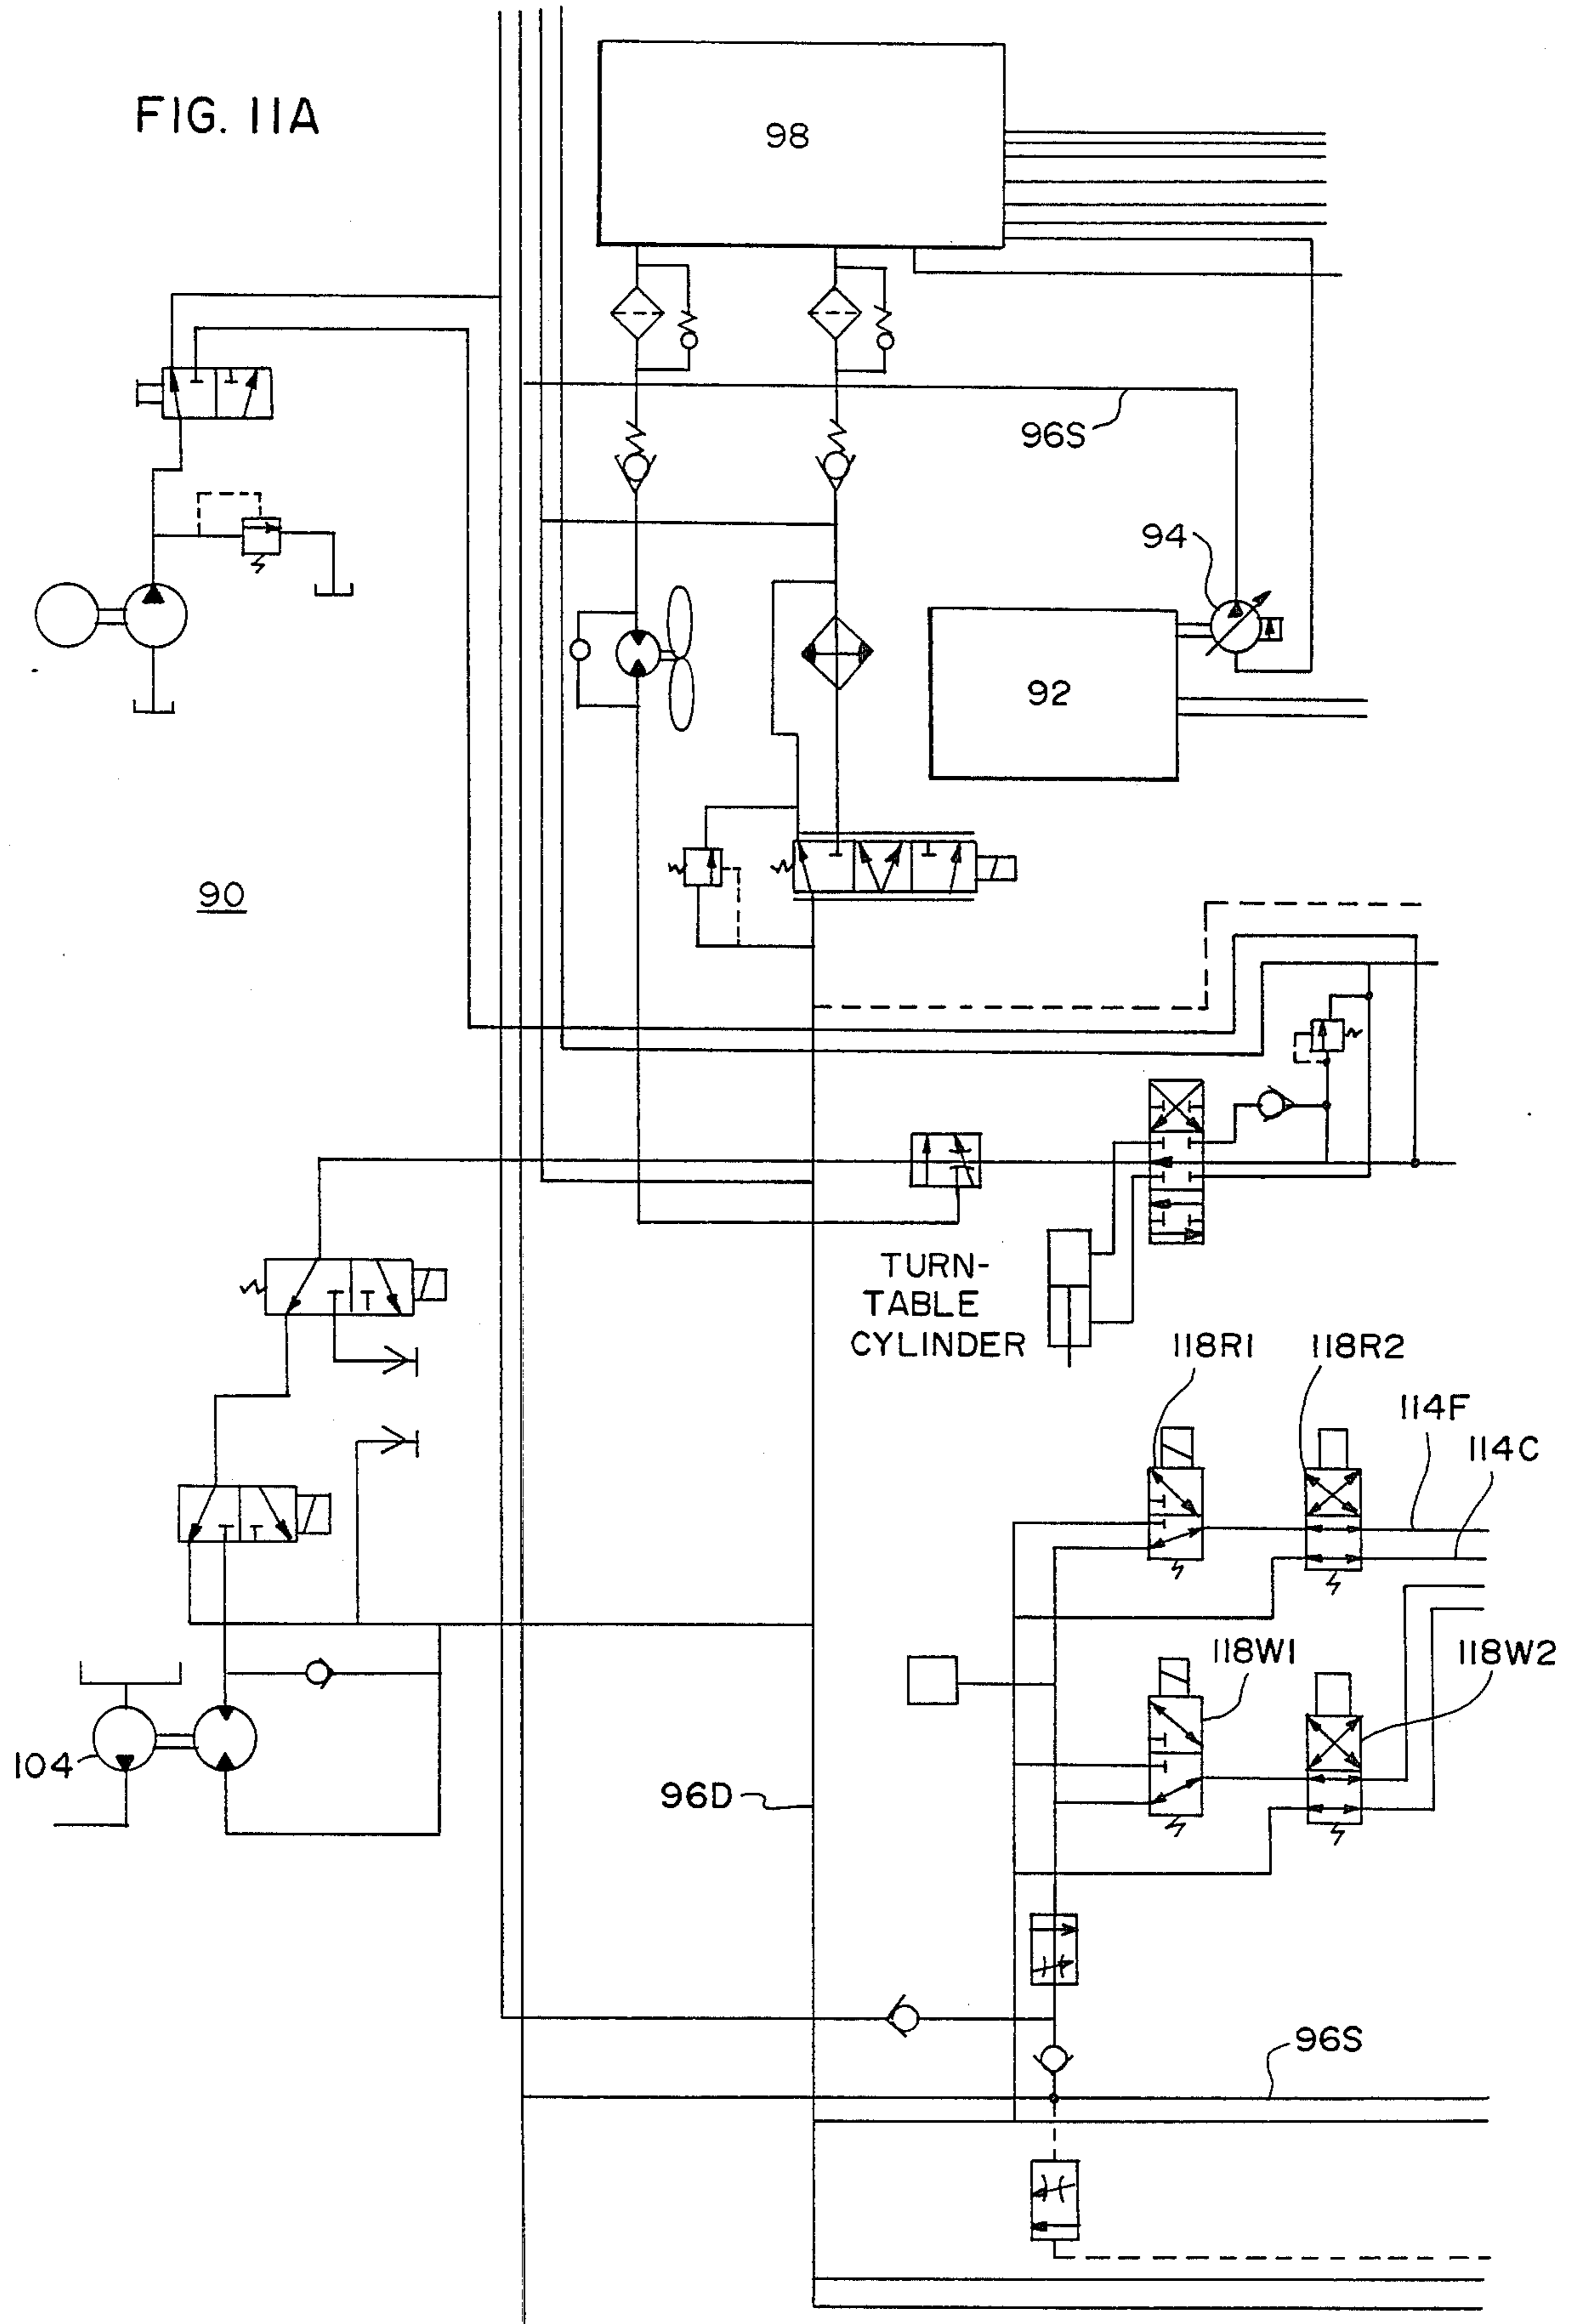 FIG. 11A
98
96S
94
92
90
TURN-
TABLE
CYLINDER
118R1
118R2
114F
114C
118W1
118W2
104
96D
96S